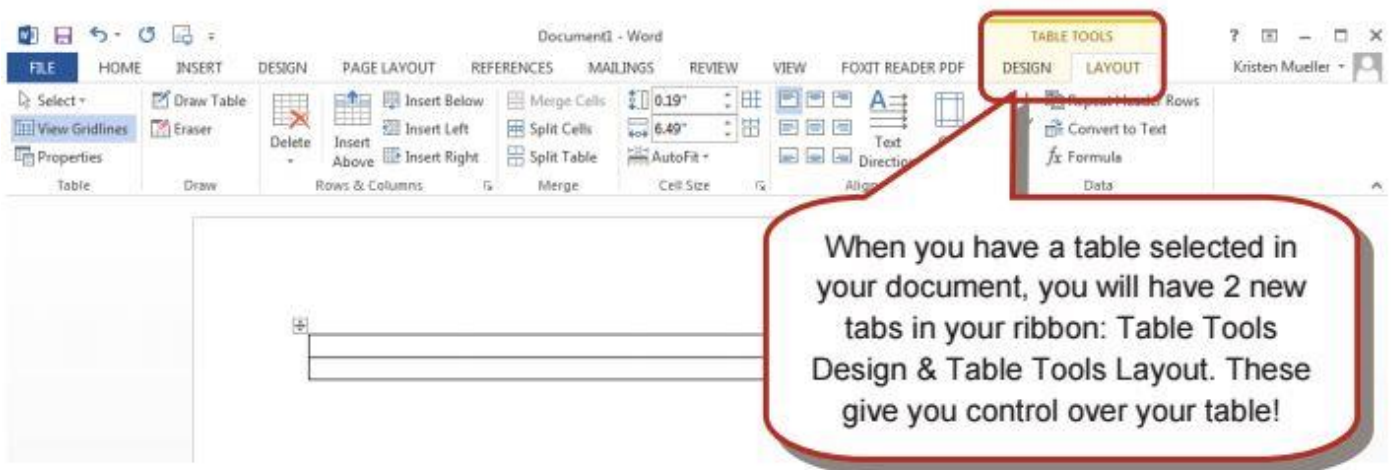 Document1 - Word
TABLE TOOLS
?
FILE HOME INSERT DESIGN PAGE LAYOUT REFERENCES MAILINGS REVIEW VIEW FOXIT READER PDF DESIGN LAYOUT Kristen Mueller
Select Draw Table Insert Below Merge Cells 0.19" Repeat Header Rows
View Gridlines Eraser Delete Insert Above Insert Left Split Cells 6.49" Text Direction Convert to Text
Properties Insert Right Split Table AutoFit fx Formula
Table Draw Rows & Columns Merge Cell Size Data
When you have a table selected in
your document, you will have 2 new
tabs in your ribbon: Table Tools
Design & Table Tools Layout. These
give you control over your table!